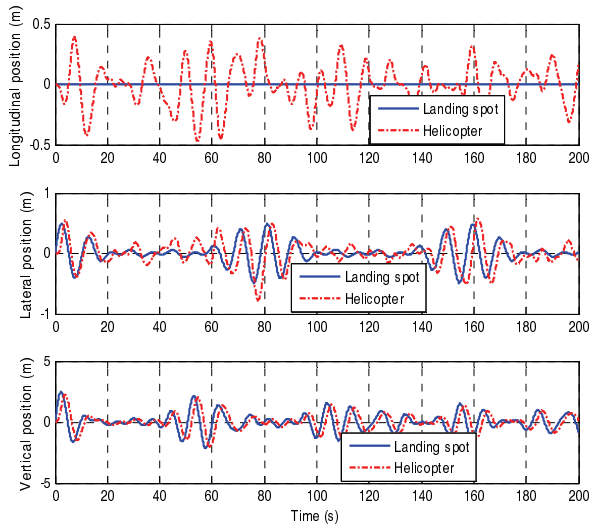 Longitudinal position (m)
0.5
0
-0.5
Landing spot
Helicopter
0 20 40 60 80 100 120 140 160 180 200
Lateral position (m)
1
0
-1
Landing spot
Helicopter
0 20 40 60 80 100 120 140 160 180 200
Vertical position (m)
5
0
-5
Landing spot
Helicopter
0 20 40 60 80 100 120 140 160 180 200
Time (s)